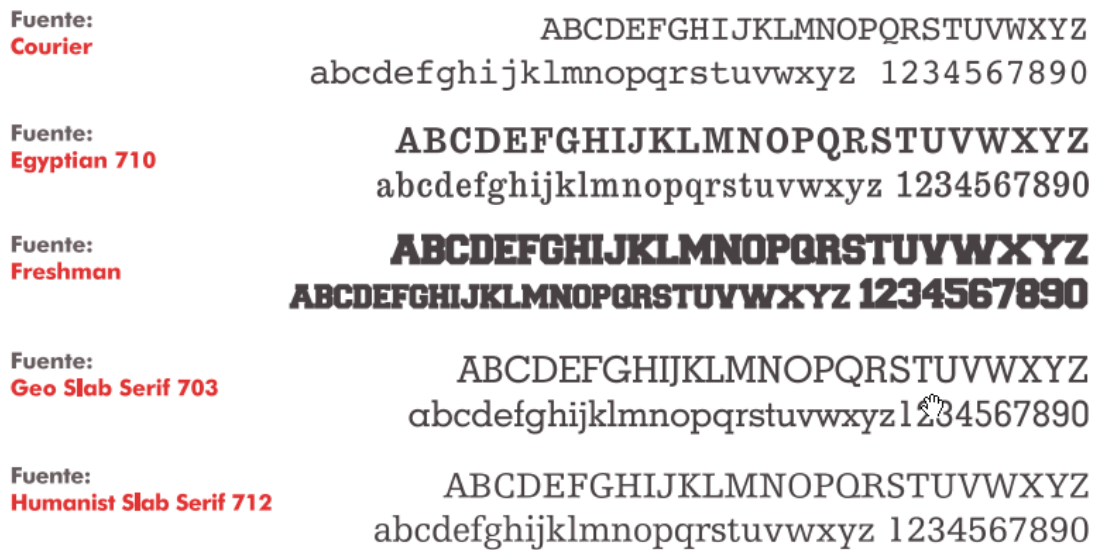 Fuente:
Courier
ABCDEFGHIJKLMNOPQRSTUVWXYZ
abcdefghijklmnopqrstuvwxyz 1234567890
Fuente:
Egyptian 710
ABCDEFGHIJKLMNOPQRSTUVWXYZ
abcdefghijklmnopqrstuvwxyz 1234567890
Fuente:
Freshman
ABCDEFGHIJKLMNOPQRSTUVWXYZ
ABCDEFGHIJKLMNOPQRSTUVWXYZ 1234567890
Fuente:
Geo Slab Serif 703
ABCDEFGHIJKLMNOPQRSTUVWXYZ
abcdefghijklmnopqrstuvwxyz1234567890
Fuente:
Humanist Slab Serif 712
ABCDEFGHIJKLMNOPQRSTUVWXYZ
abcdefghijklmnopqrstuvwxyz 1234567890